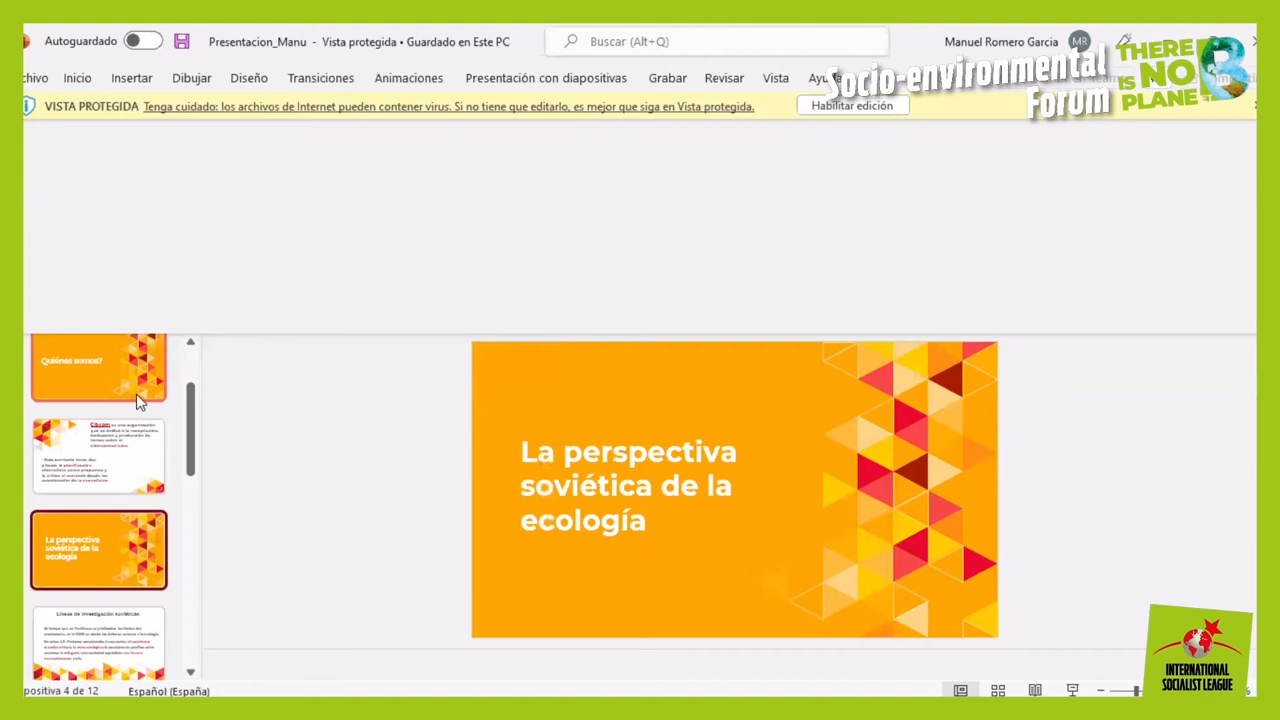 Autoguardado
Presentacion_Manu - Vista protegida • Guardado en Este PC
Buscar (Alt+Q)
Manuel Romero Garcia
MR
chivo Inicio Insertar Dibujar Diseño Transiciones Animaciones Presentación con diapositivas Grabar Revisar Vista
Socio-environmental
Forum
THERE
IS NO
PLANE
B
VISTA PROTEGIDA Tenga cuidado: los archivos de Internet pueden contener virus. Si no tiene que editarlo, es mejor que siga en Vista protegida.
Habilitar edición
Quiénes somos?
La perspectiva
soviética de la
ecología
Líneas de investigación soviéticas
La perspectiva
soviética de la
ecología
INTERNATIONAL
SOCIALIST LEAGUE
positiva 4 de 12
Español (España)